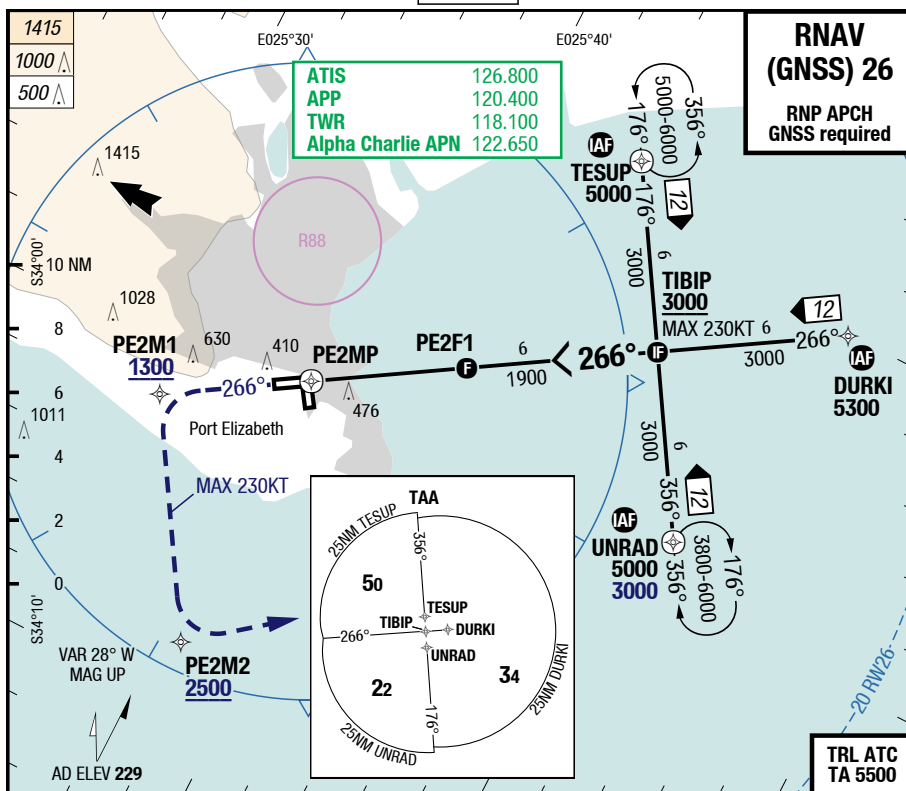 1415
1000
500
E025°30'
E025°40'
RNAV
(GNSS) 26
RNP APCH
GNSS required
ATIS 126.800
APP 120.400
TWR 118.100
Alpha Charlie APN 122.650
176°
5000-6000
356°
IAF
TESUP
5000
176°
12
1415
R88
S34°00'
10 NM
3000
6
TIBIP
3000
MAX 230KT
6
12
1028
8
630
410
PE2M1
1300
PE2MP
PE2F1
6
266°
IF
3000
266°
IAF
DURKI
5300
266°
F
1900
6
476
1011
Port Elizabeth
4
3000
6
MAX 230KT
12
356°
IAF
UNRAD
5000
3000
356°
3800-6000
176°
2
0
S34°10'
TAA
25NM TESUP
356°
50
TESUP
TIBIP
DURKI
266°
UNRAD
34
22
176°
25NM UNRAD
25NM DURKI
VAR 28° W
MAG UP
PE2M2
2500
20 RW26
AD ELEV 229
TRL ATC
TA 5500